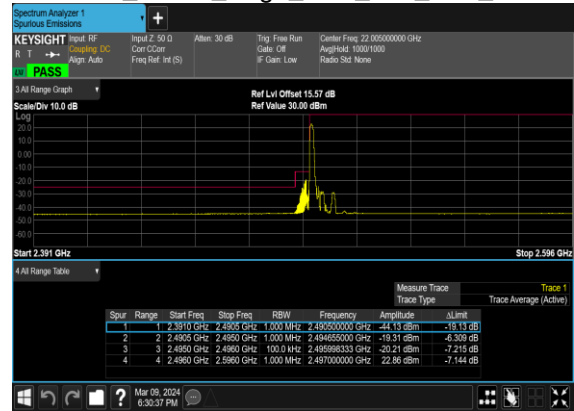 Spectrum Analyzer 1
Spurious Emissions
KEYSIGHT Input: RF Input Z: 50 Ω Atten: 30 dB Trig: Free Run Center Freq: 22.005000000 GHz
R T Coupling: DC Corr CCorr Gate: Off Avg|Hold: 1000/1000
Align: Auto Freq Ref: Int (S) IF Gain: Low Radio Std: None
PASS
3 All Range Graph Ref Lvl Offset 15.57 dB
Scale/Div 10.0 dB Ref Value 30.00 dBm
Log
20.0
10.0
0.00
-10.0
-20.0
-30.0
-40.0
-50.0
-60.0
Start 2.391 GHz Stop 2.596 GHz
4 All Range Table
Measure Trace Trace 1
Trace Type Trace Average (Active)
Spur Range Start Freq Stop Freq RBW Frequency Amplitude ΔLimit
1 1 2.3910 GHz 2.4905 GHz 1.000 MHz 2.490500000 GHz -44.13 dBm -19.13 dB
2 2 2.4905 GHz 2.4950 GHz 1.000 MHz 2.494655000 GHz -19.31 dBm -6.309 dB
3 3 2.4950 GHz 2.4960 GHz 100.0 kHz 2.495998333 GHz -20.21 dBm -7.215 dB
4 4 2.4960 GHz 2.5960 GHz 1.000 MHz 2.497000000 GHz 22.86 dBm -7.144 dB
? Mar 09, 2024
6:30:37 PM